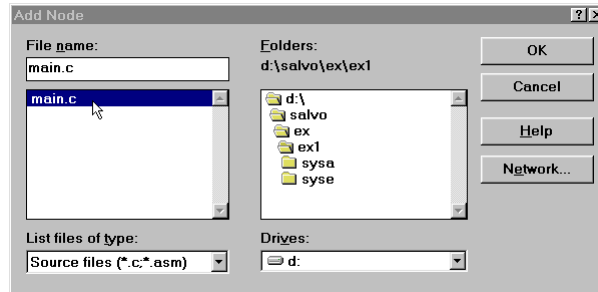 Add Node
File name:
main.c
main.c
List files of type:
Source files (*.c;*.asm)
Folders:
d:\salvo\ex\ex1
d:\
salvo
ex
ex1
sysa
syse
Drives:
d:
OK
Cancel
Help
Network...